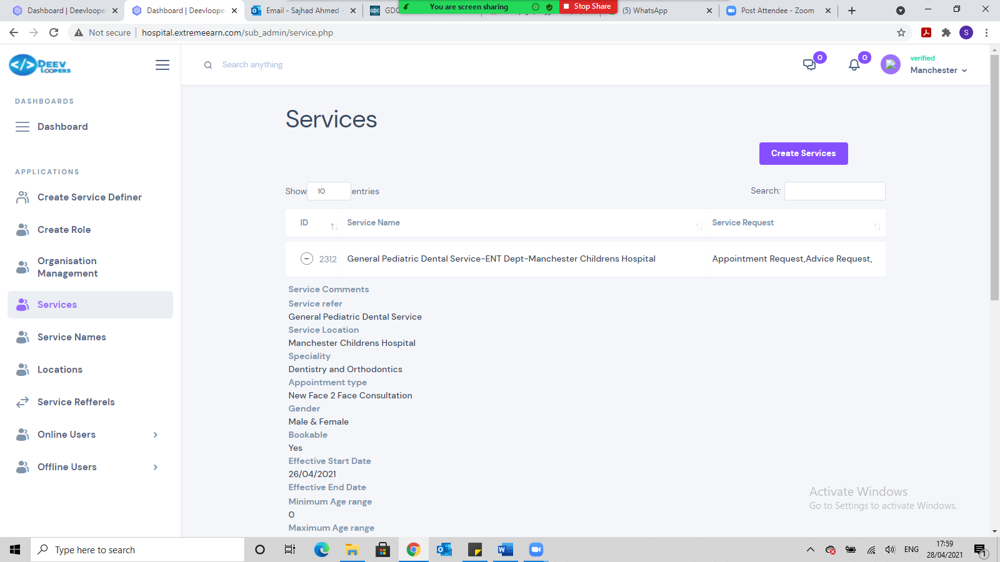 Dashboard | Deevlooper
Dashboard | Deevlooper
Email - Sajhad Ahmed -
GDC
GDC
You are screen sharing
Stop Share
(5) WhatsApp
Post Attendee - Zoom
Not secure
hospital.extremeearn.com/sub_admin/service.php
S
</> DEEV
LOOPERS
Search anything
0
0
verified
Manchester
DASHBOARDS
Dashboard
APPLICATIONS
Create Service Definer
Create Role
Organisation
Management
Services
Service Names
Locations
Service Refferels
Online Users
Offline Users
Services
Create Services
Show 10 entries
Search:
ID Service Name Service Request
2312 General Pediatric Dental Service-ENT Dept-Manchester Childrens Hospital Appointment Request,Advice Request,
Service Comments
Service refer
General Pediatric Dental Service
Service Location
Manchester Childrens Hospital
Speciality
Dentistry and Orthodontics
Appointment type
New Face 2 Face Consultation
Gender
Male & Female
Bookable
Yes
Effective Start Date
26/04/2021
Effective End Date
Minimum Age range
0
Maximum Age range
Activate Windows
Go to Settings to activate Windows.
Type here to search
ENG
17:59
28/04/2021
1